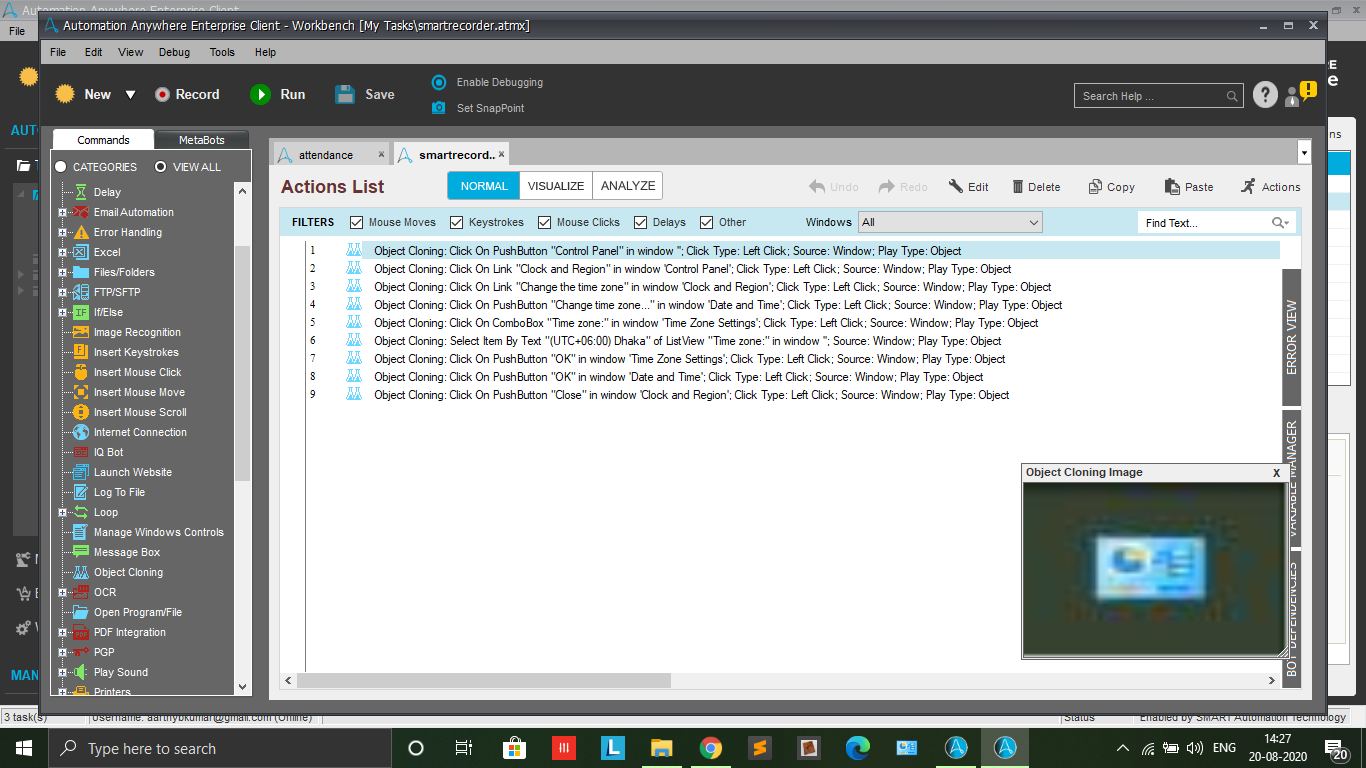 Automation Anywhere Enterprise Client
Automation Anywhere Enterprise Client - Workbench [My Tasks\smartrecorder.atmx]
File
File Edit View Debug Tools Help
New Record Run Save
Enable Debugging
Set SnapPoint
Search Help ...
Commands MetaBots
CATEGORIES VIEW ALL
Delay
Email Automation
Error Handling
Excel
Files/Folders
FTP/SFTP
If/Else
Image Recognition
Insert Keystrokes
Insert Mouse Click
Insert Mouse Move
Insert Mouse Scroll
Internet Connection
IQ Bot
Launch Website
Log To File
Loop
Manage Windows Controls
Message Box
Object Cloning
OCR
Open Program/File
PDF Integration
PGP
Play Sound
Printers
attendance x smartrecord.. x
Actions List NORMAL VISUALIZE ANALYZE Undo Redo Edit Delete Copy Paste Actions
FILTERS Mouse Moves Keystrokes Mouse Clicks Delays Other Windows All Find Text...
1 Object Cloning: Click On PushButton "Control Panel" in window ''; Click Type: Left Click; Source: Window; Play Type: Object
2 Object Cloning: Click On Link "Clock and Region" in window 'Control Panel'; Click Type: Left Click; Source: Window; Play Type: Object
3 Object Cloning: Click On Link "Change the time zone" in window 'Clock and Region'; Click Type: Left Click; Source: Window; Play Type: Object
4 Object Cloning: Click On PushButton "Change time zone..." in window 'Date and Time'; Click Type: Left Click; Source: Window; Play Type: Object
5 Object Cloning: Click On ComboBox "Time zone:" in window 'Time Zone Settings'; Click Type: Left Click; Source: Window; Play Type: Object
6 Object Cloning: Select Item By Text "(UTC+06:00) Dhaka" of ListView "Time zone:" in window ''; Source: Window; Play Type: Object
7 Object Cloning: Click On PushButton "OK" in window 'Time Zone Settings'; Click Type: Left Click; Source: Window; Play Type: Object
8 Object Cloning: Click On PushButton "OK" in window 'Date and Time'; Click Type: Left Click; Source: Window; Play Type: Object
9 Object Cloning: Click On PushButton "Close" in window 'Clock and Region'; Click Type: Left Click; Source: Window; Play Type: Object
ERROR VIEW
VARIABLE MANAGER
BOT DEPENDENCIES
Object Cloning Image X
AUTO
MAN
3 task(s) Username: aarthybkumar@gmail.com (Online) Status Enabled by SMART Automation Technology
Type here to search
L
ENG
14:27
20-08-2020
20